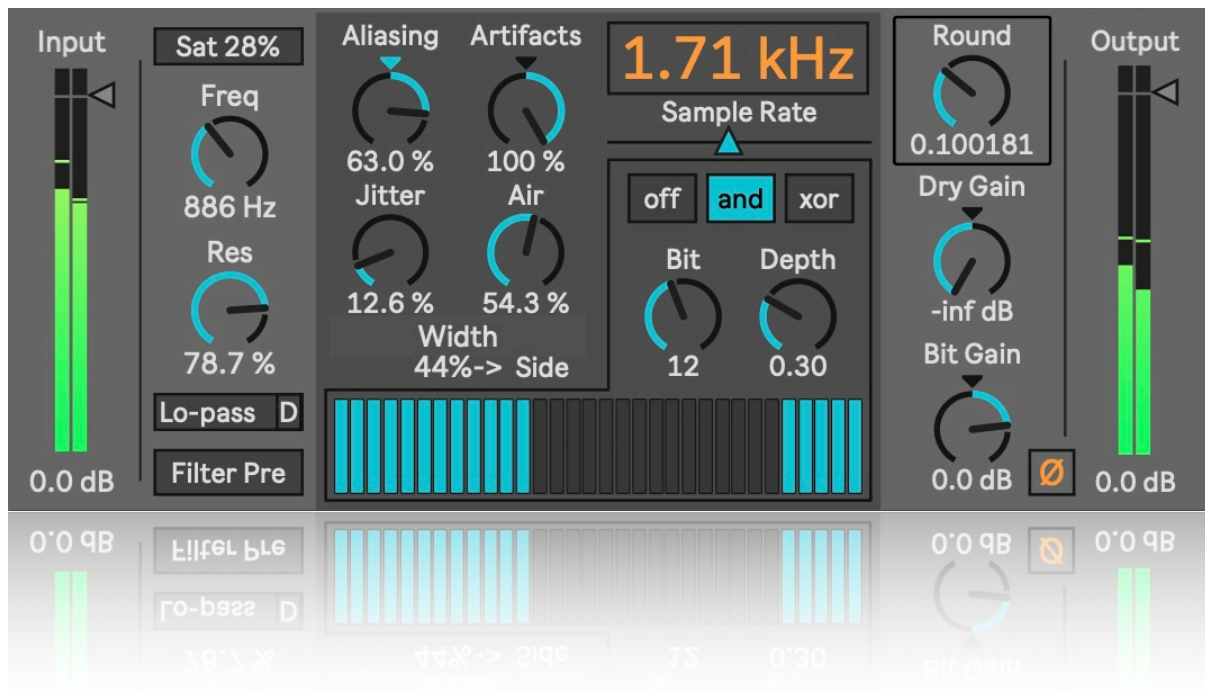 Input
0.0 dB
Sat 28%
Freq
886 Hz
Res
78.7 %
Lo-pass D
Filter Pre
Aliasing Artifacts
63.0 % 100 %
Jitter Air
12.6 % 54.3 %
Width
44%-> Side
1.71 kHz
Sample Rate
off and xor
Bit Depth
12 0.30
Round
0.100181
Dry Gain
-inf dB
Bit Gain
0.0 dB Ø
Output
0.0 dB